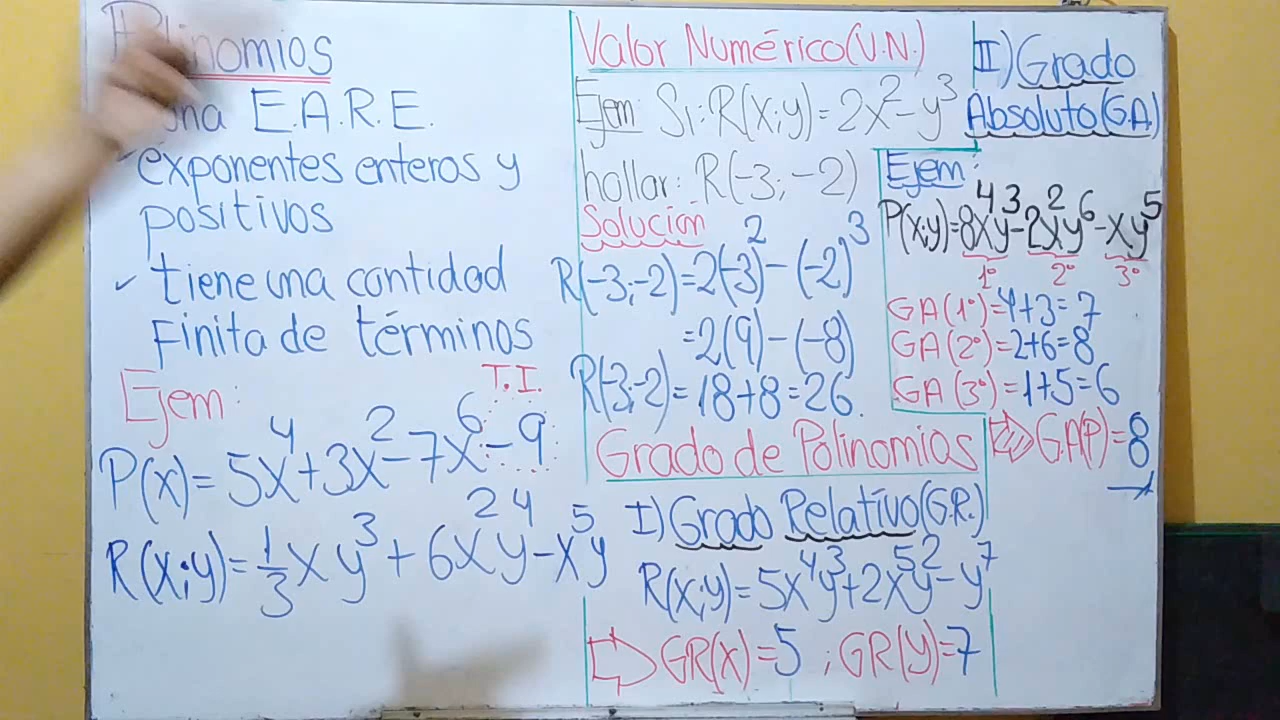 Polinomios
una E.A.R.E.
✓ exponentes enteros y
positivos
✓ tiene una cantidad
Finita de términos
Ejem:
T.I.
P(x)= 5x⁴+3x²-7x⁶-9
R(x;y)= 1/3 xy³+6x²y⁴-x⁵y
Valor Numérico(V.N.)
Ejem: Si: R(x;y)=2x²-y³
hallar: R(-3;-2)
Solución
R(-3;-2)=2(-3)²-(-2)³
=2(9)-(-8)
R(-3;-2)=18+8=26.
Grado de Polinomios
I)Grado Relativo(G.R.)
R(x;y)=5x⁴y³+2x⁵y²-y⁷
⇒ GR(x)=5 ; GR(y)=7
II)Grado
Absoluto(G.A.)
Ejem:
P(x;y)=8x⁴y³-2x²y⁶-xy⁵
1° 2° 3°
GA(1°)=4+3=7
GA(2°)=2+6=8
GA(3°)=1+5=6
⇒ G.A(P)=8